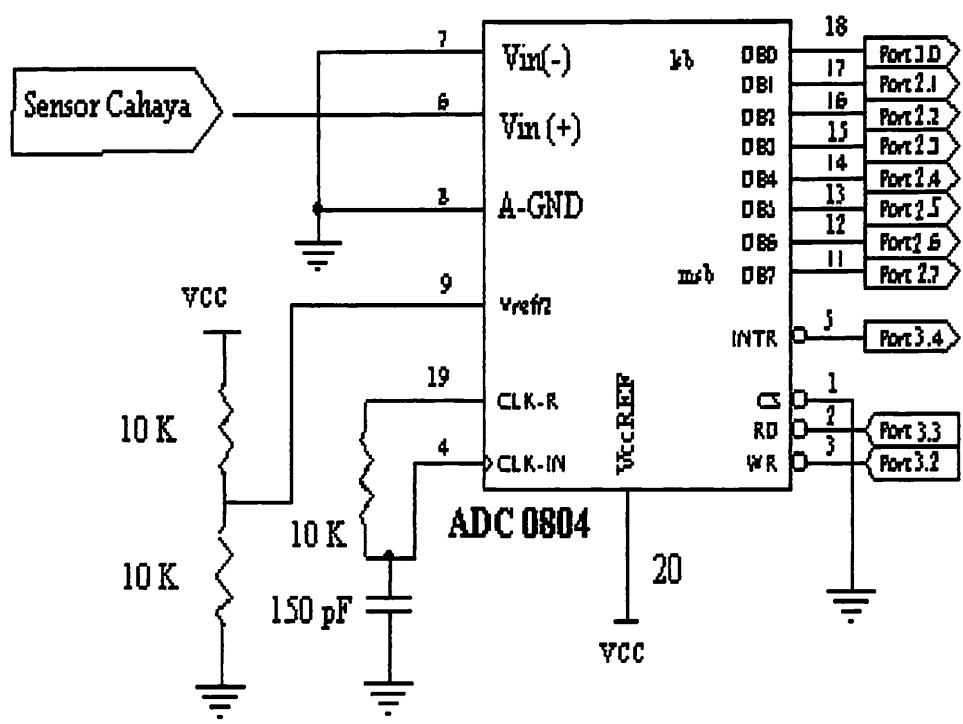 Sensor Cahaya
7
Vin(-)
6
Vin (+)
8
A-GND
9
Vref/2
VCC
10 K
10 K
19
CLK-R
4
CLK-IN
10 K
150 pF
ADC 0804
VccREF
20
VCC
lsb
DB0
18
Port
DB1
17
Port 2.1
DB2
16
Port 2.2
DB3
15
Port 2.3
DB4
14
Port 2.4
DB5
13
Port 2.5
DB6
12
Port 2.6
msb
DB7
11
Port 2.7
INTR
5
Port 3.4
CS
1
RD
2
Port 3.3
WR
3
Port 3.2